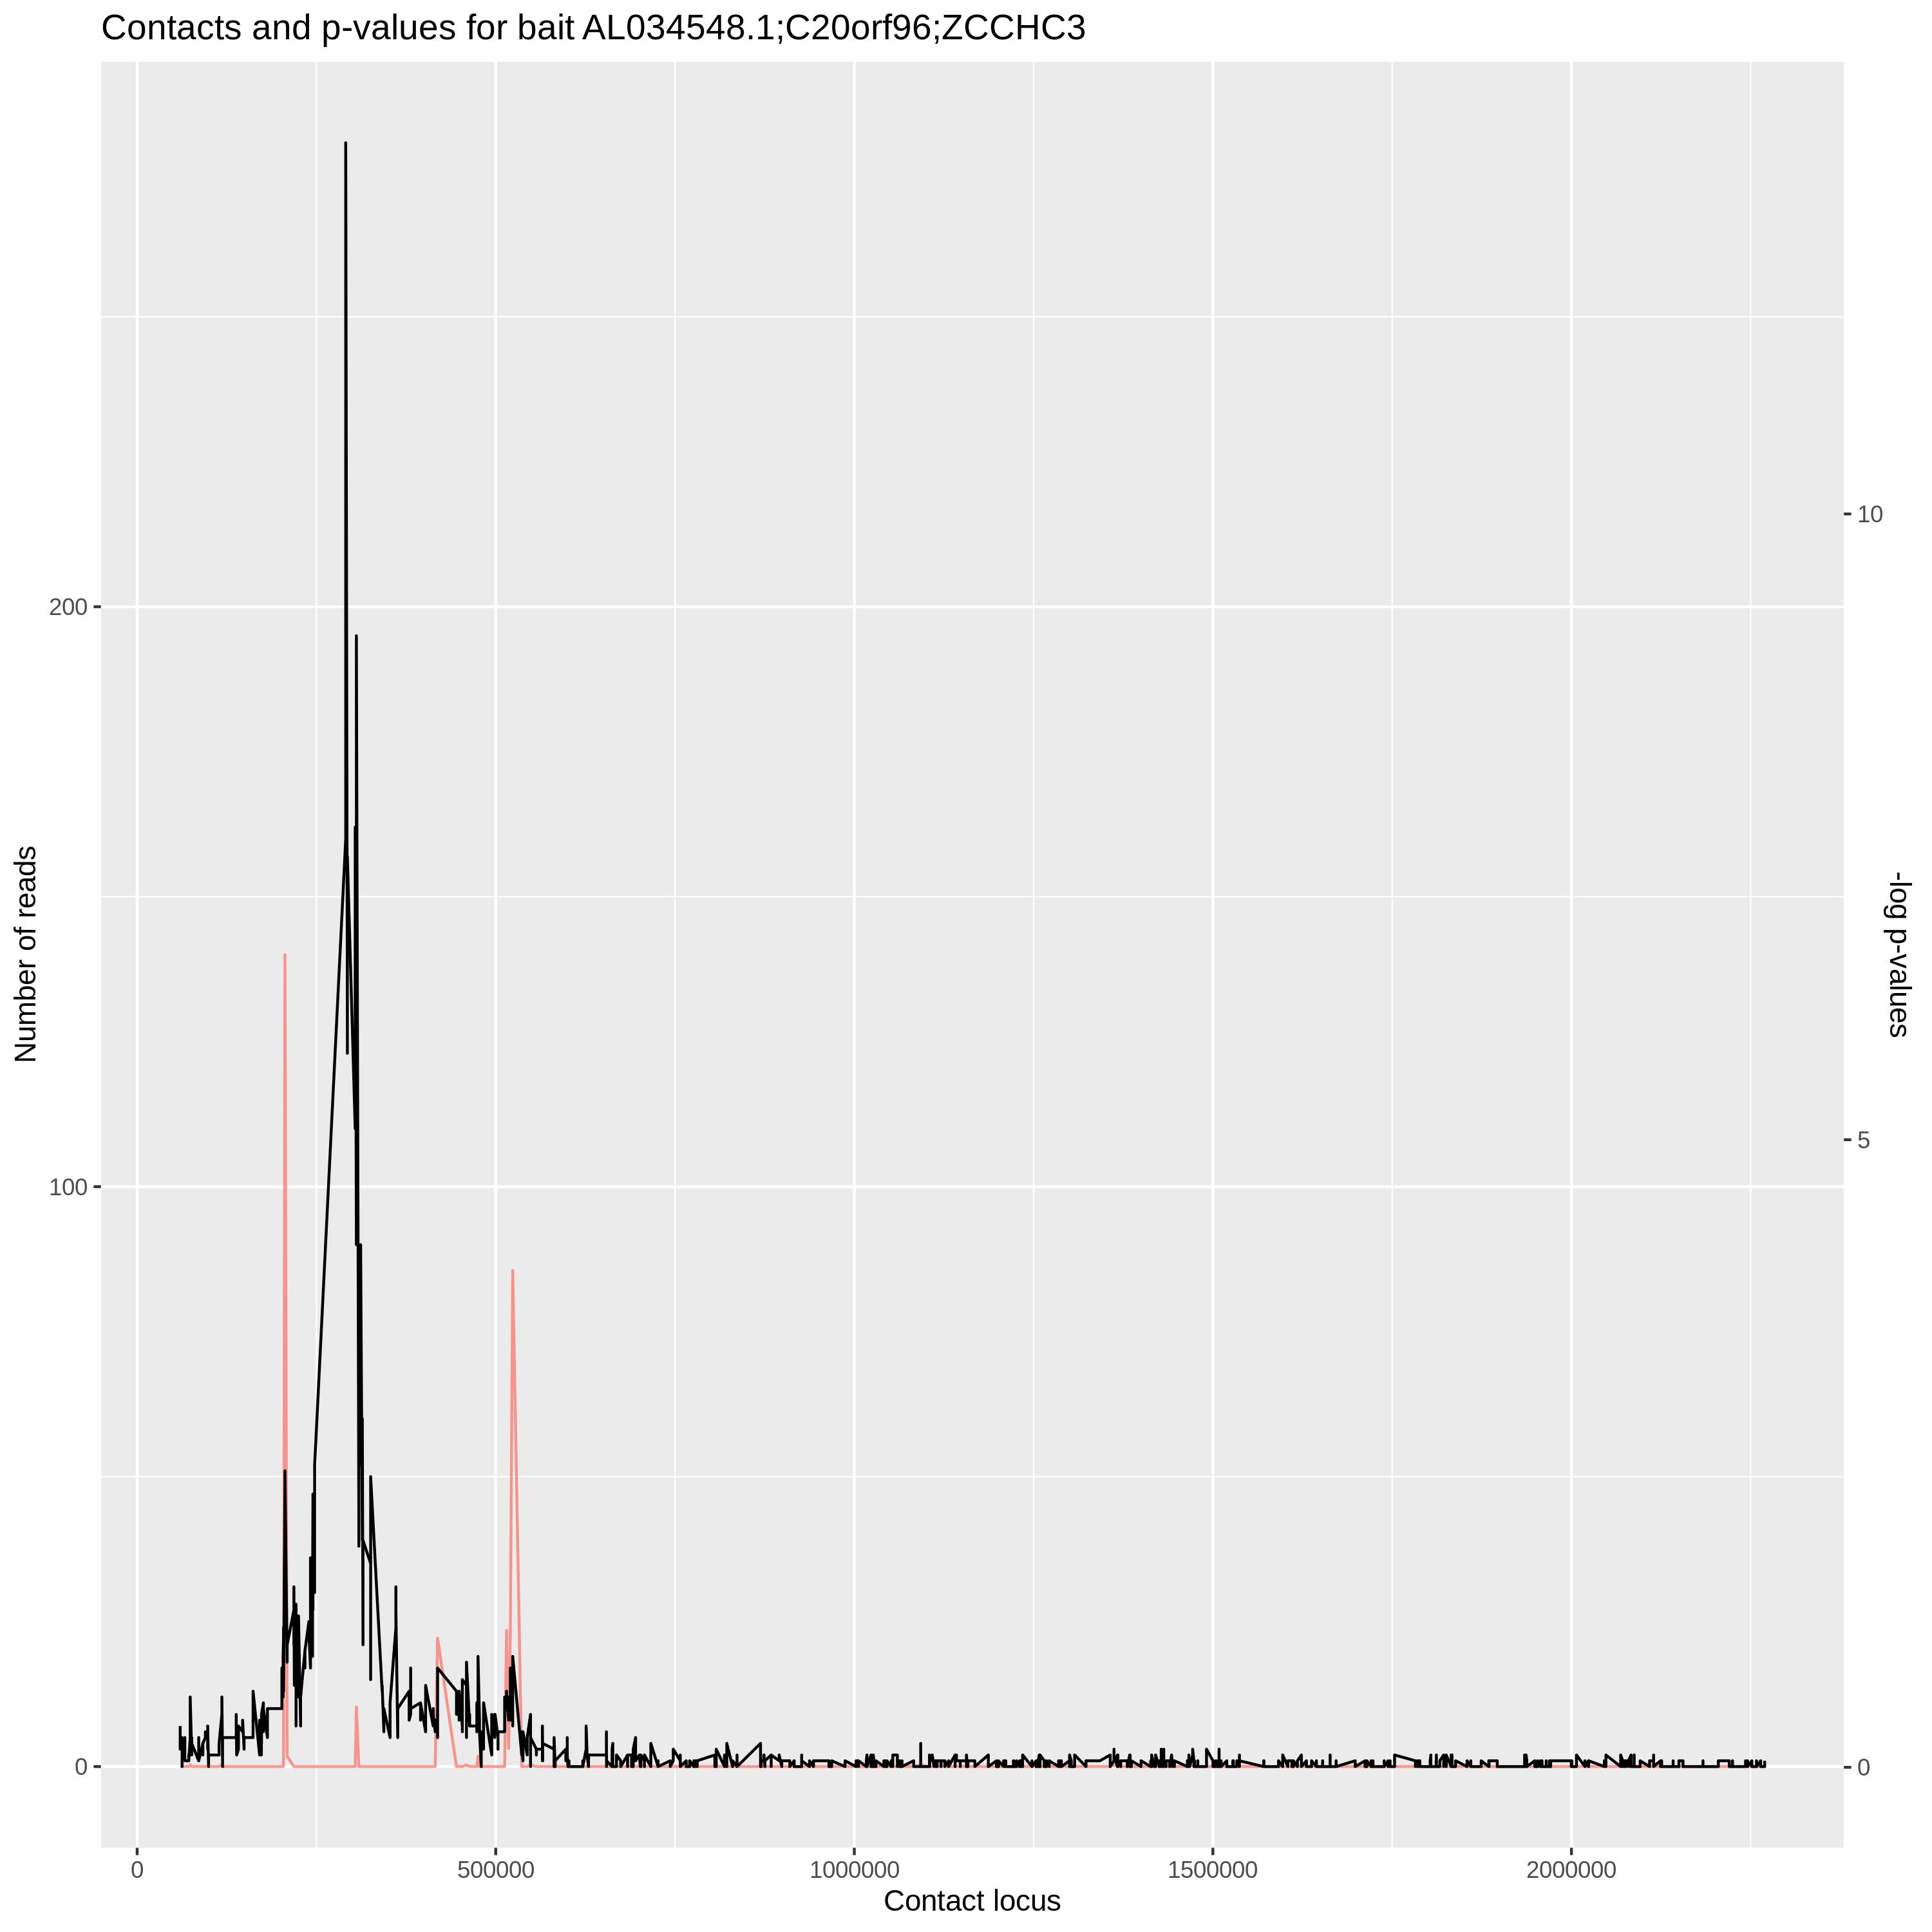 Contacts and p-values for bait AL034548.1;C20orf96;ZCCHC3
Number of reads
200
100
0
10
5
0
-log p-values
0
500000
1000000
1500000
2000000
Contact locus